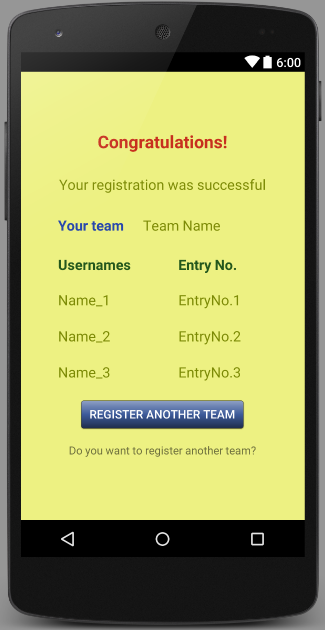 6:00
Congratulations!
Your registration was successful
Your team Team Name
Usernames Entry No.
Name_1 EntryNo.1
Name_2 EntryNo.2
Name_3 EntryNo.3
REGISTER ANOTHER TEAM
Do you want to register another team?